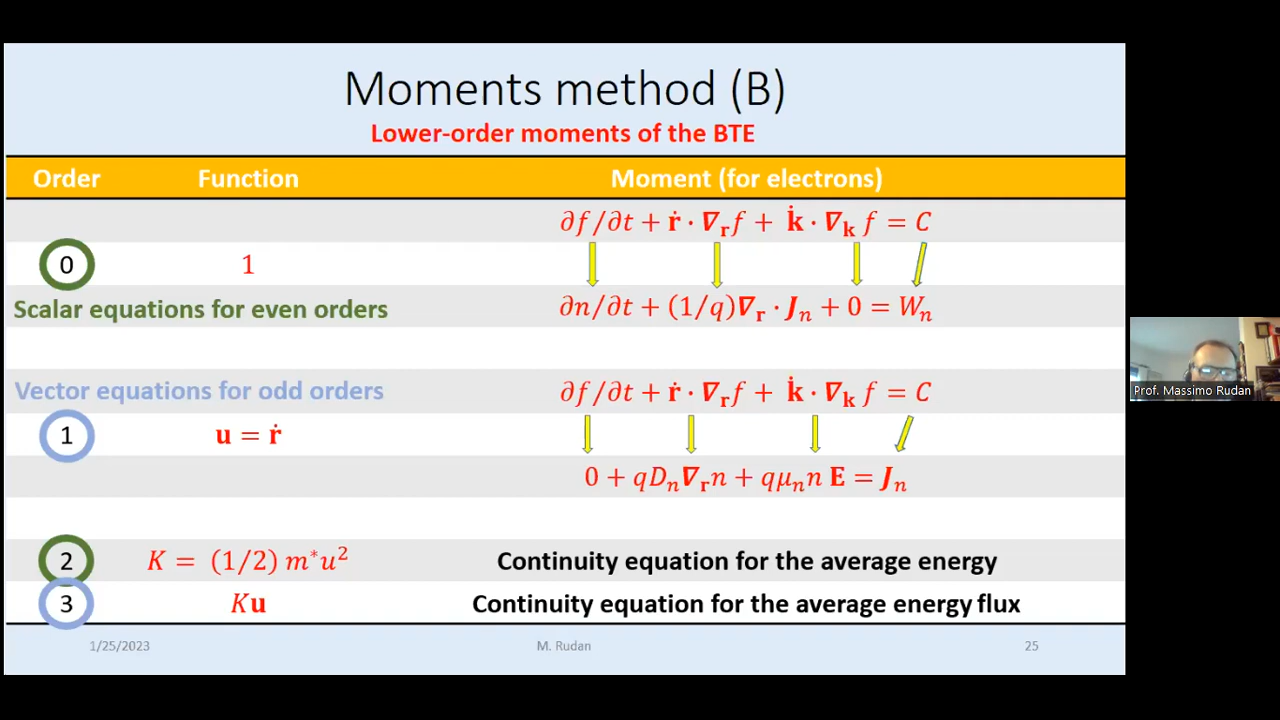 Moments method (B)
Lower-order moments of the BTE
Order Function Moment (for electrons)
∂f/∂t + ṙ · ∇ᵣf + k̇ · ∇ₖ f = C
0 1
Scalar equations for even orders ∂n/∂t + (1/q)∇ᵣ · Jₙ + 0 = Wₙ
Vector equations for odd orders ∂f/∂t + ṙ · ∇ᵣf + k̇ · ∇ₖ f = C
1 u = ṙ
0 + qDₙ∇ᵣn + qμₙn E = Jₙ
2 K = (1/2) m*u² Continuity equation for the average energy
3 Ku Continuity equation for the average energy flux
1/25/2023 M. Rudan 25
Prof. Massimo Rudan